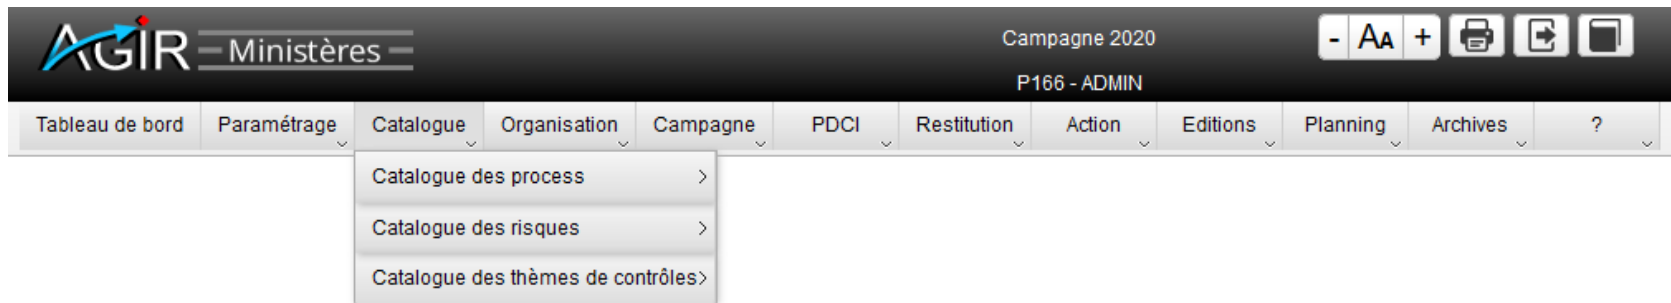 AGIR Ministères
Campagne 2020
- AA +
P166 - ADMIN
Tableau de bord Paramétrage Catalogue Organisation Campagne PDCI Restitution Action Editions Planning Archives ?
Catalogue des process >
Catalogue des risques >
Catalogue des thèmes de contrôles>